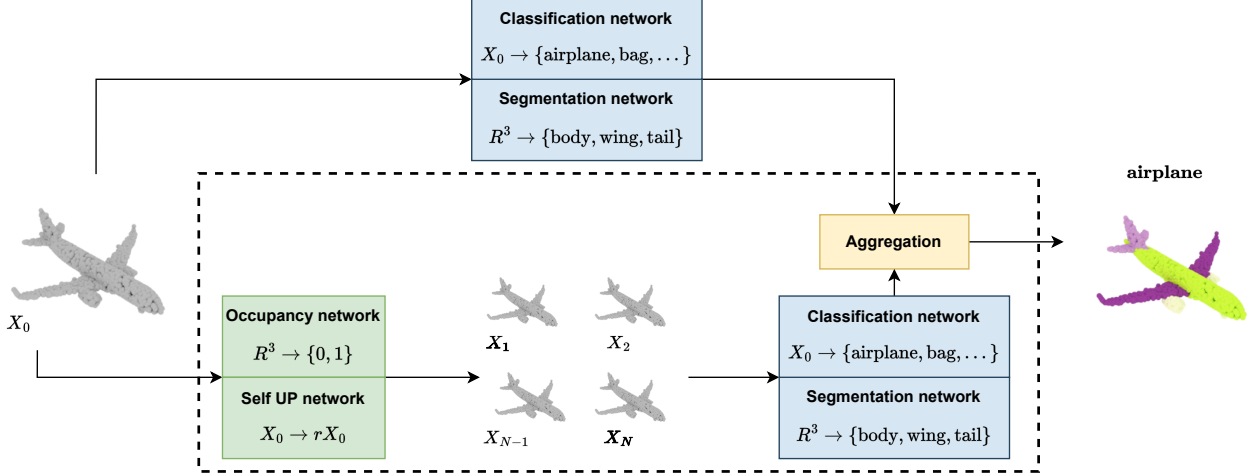 Classification network
X₀ → {airplane, bag, . . . }
Segmentation network
R³ → {body, wing, tail}
airplane
Aggregation
X₀
Occupancy network
R³ → {0, 1}
Self UP network
X₀ → rX₀
X₁
X₂
X_{N−1}
X_N
Classification network
X₀ → {airplane, bag, . . . }
Segmentation network
R³ → {body, wing, tail}